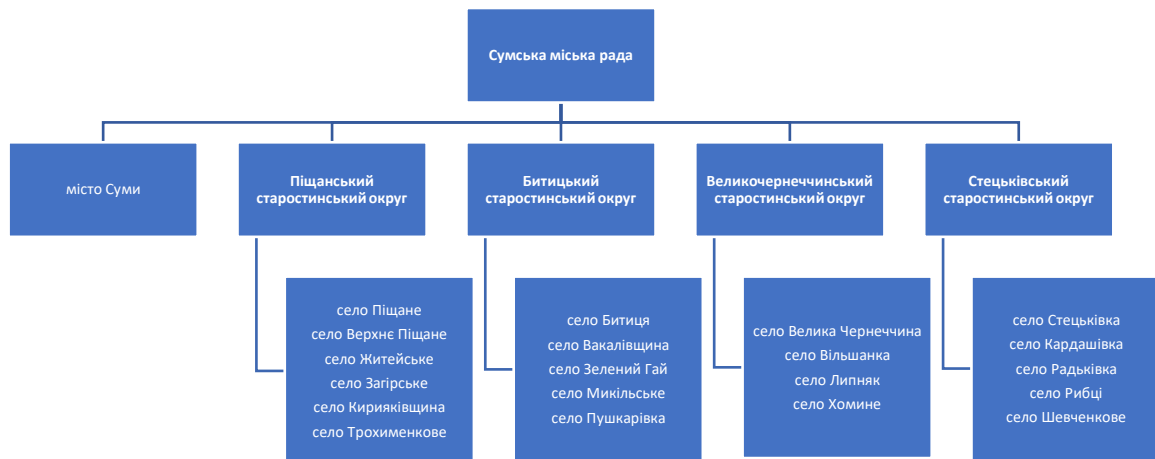 Сумська міська рада
місто Суми
Піщанський
старостинський округ
Битицький
старостинський округ
Великочернеччинський
старостинський округ
Стецьківський
старостинський округ
село Піщане
село Верхнє Піщане
село Житейське
село Загірське
село Кирияківщина
село Трохименкове
село Битиця
село Вакалівщина
село Зелений Гай
село Микільське
село Пушкарівка
село Велика Чернеччина
село Вільшанка
село Липняк
село Хомине
село Стецьківка
село Кардашівка
село Радьківка
село Рибці
село Шевченкове